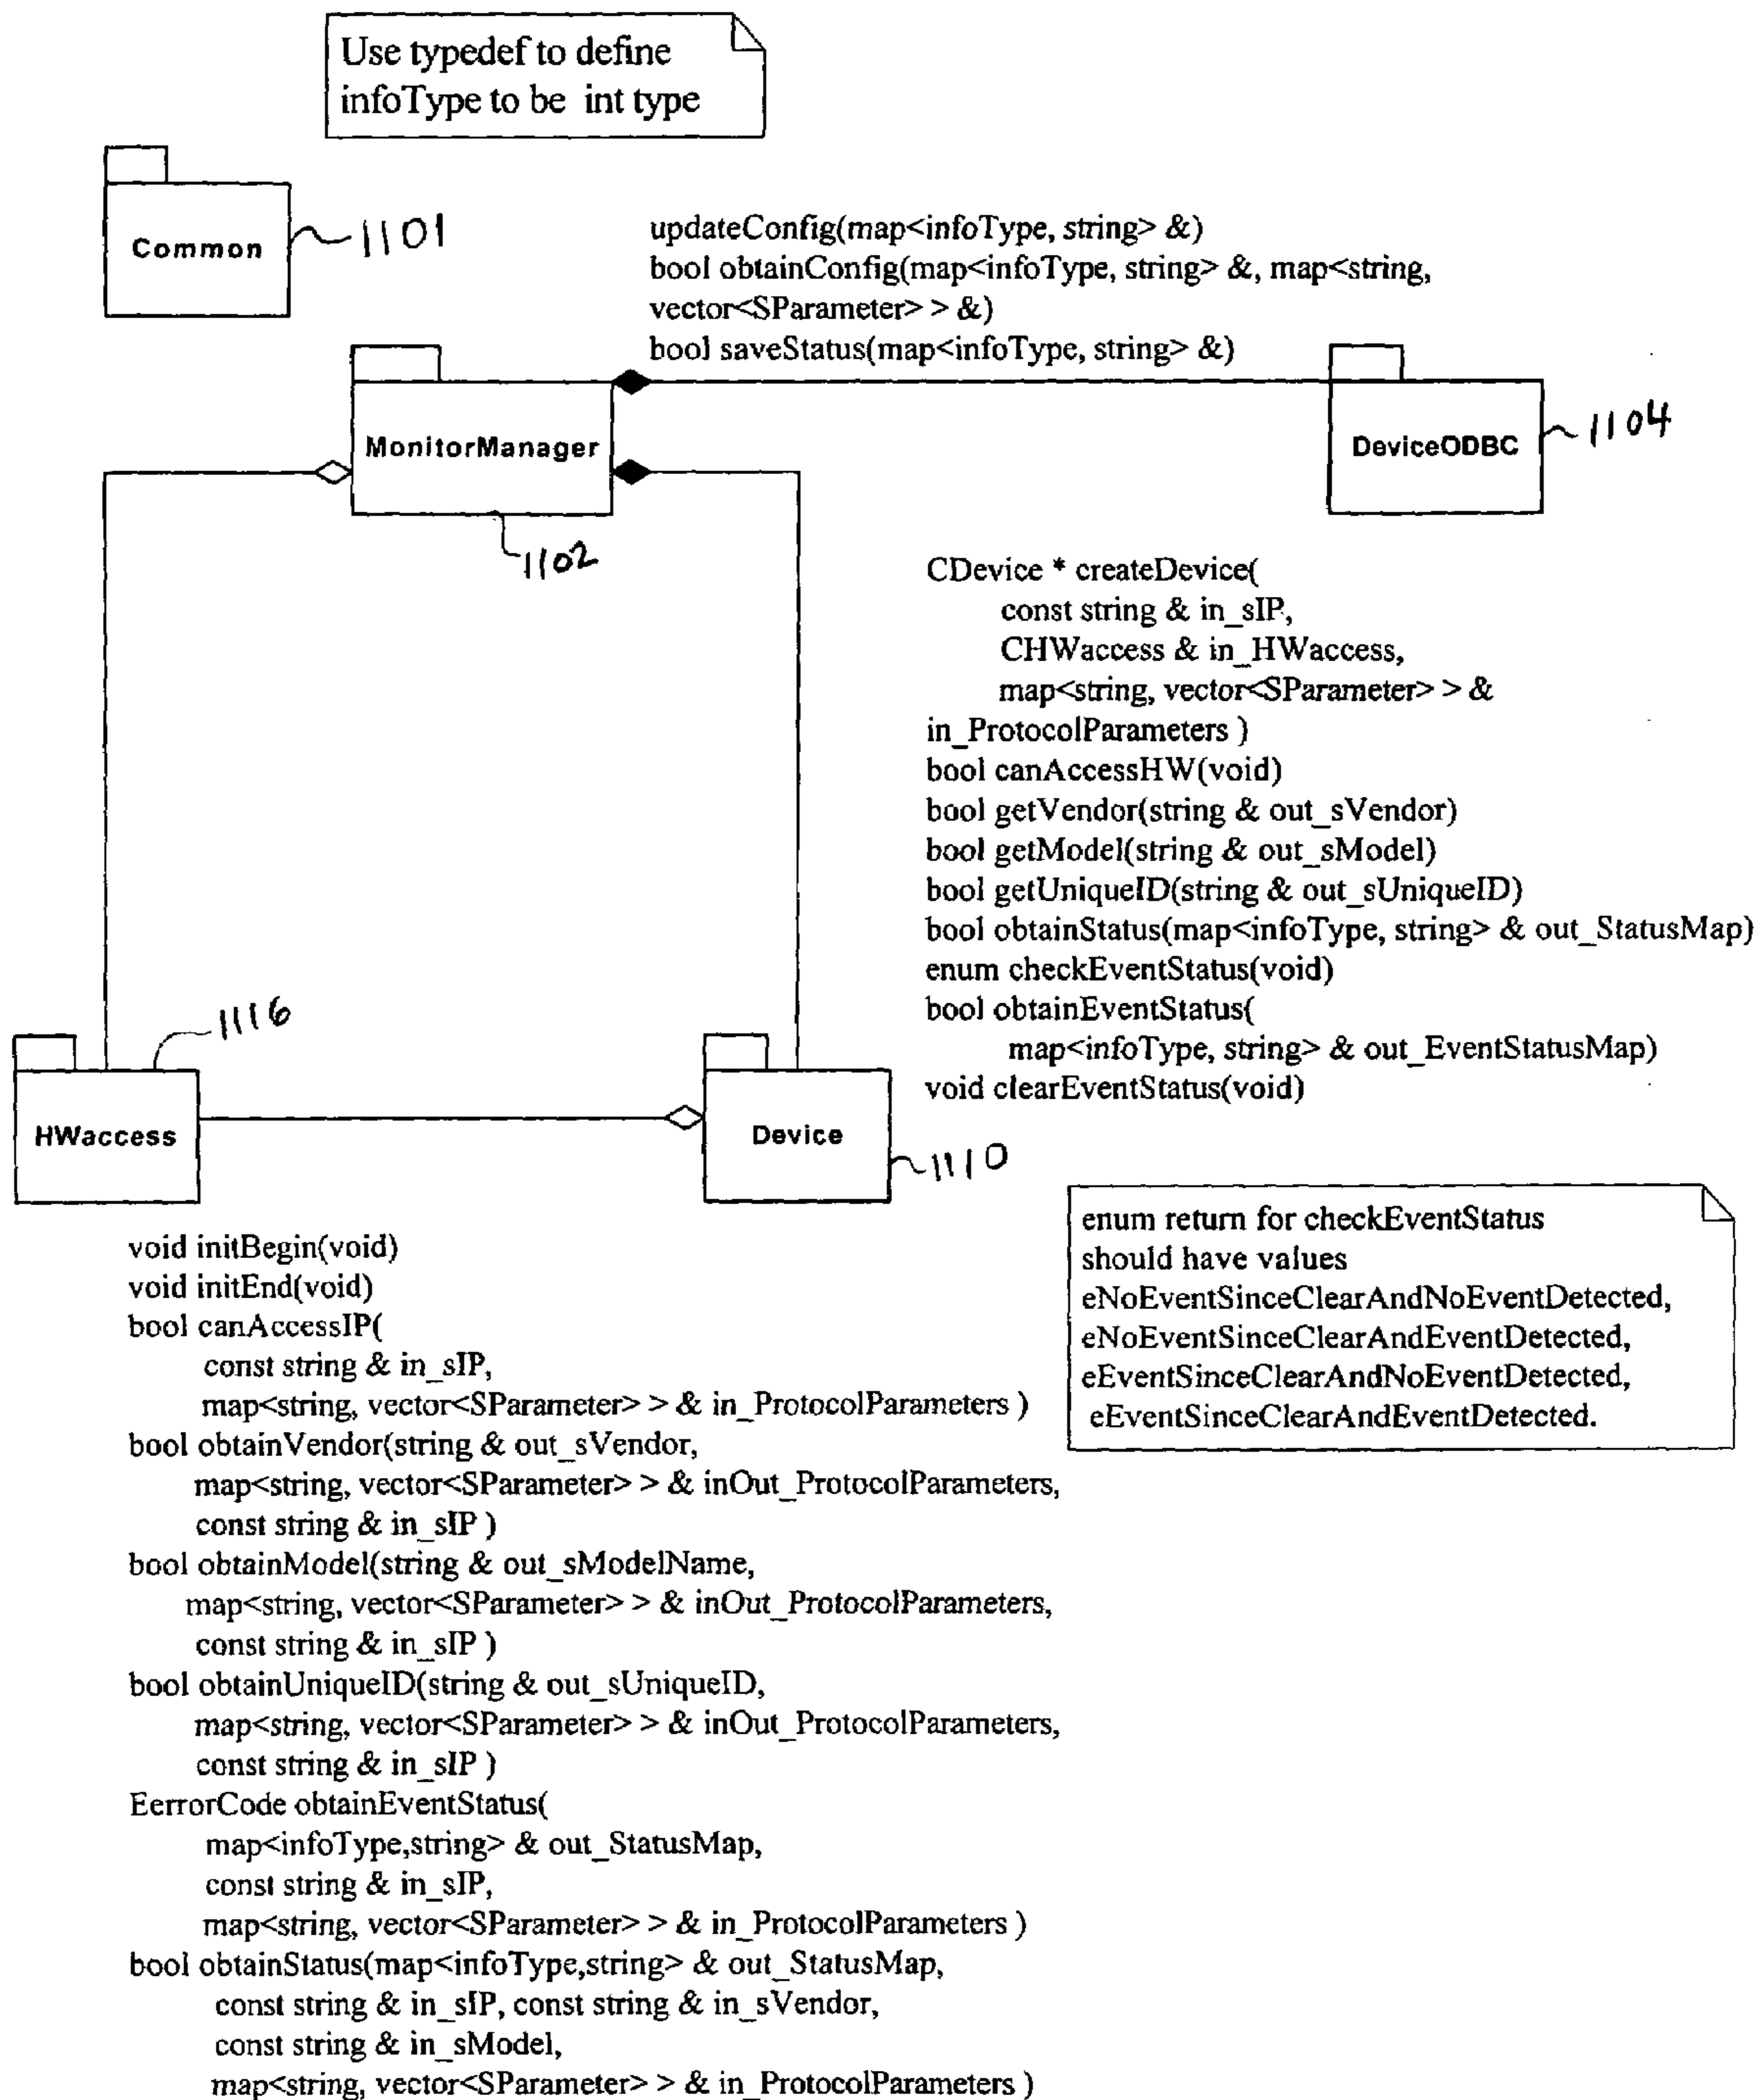 Use typedef to define
infoType to be int type
Common
1101
updateConfig(map<infoType, string> &)
bool obtainConfig(map<infoType, string> &, map<string,
vector<SParameter> > &)
bool saveStatus(map<infoType, string> &)
MonitorManager
1102
DeviceODBC
1104
CDevice * createDevice(
const string & in_sIP,
CHWaccess & in_HWaccess,
map<string, vector<SParameter> > &
in_ProtocolParameters )
bool canAccessHW(void)
bool getVendor(string & out_sVendor)
bool getModel(string & out_sModel)
bool getUniqueID(string & out_sUniqueID)
bool obtainStatus(map<infoType, string> & out_StatusMap)
enum checkEventStatus(void)
bool obtainEventStatus(
map<infoType, string> & out_EventStatusMap)
void clearEventStatus(void)
1116
HWaccess
Device
1110
enum return for checkEventStatus
should have values
eNoEventSinceClearAndNoEventDetected,
eNoEventSinceClearAndEventDetected,
eEventSinceClearAndNoEventDetected,
eEventSinceClearAndEventDetected.
void initBegin(void)
void initEnd(void)
bool canAccessIP(
const string & in_sIP,
map<string, vector<SParameter> > & in_ProtocolParameters )
bool obtainVendor(string & out_sVendor,
map<string, vector<SParameter> > & inOut_ProtocolParameters,
const string & in_sIP )
bool obtainModel(string & out_sModelName,
map<string, vector<SParameter> > & inOut_ProtocolParameters,
const string & in_sIP )
bool obtainUniqueID(string & out_sUniqueID,
map<string, vector<SParameter> > & inOut_ProtocolParameters,
const string & in_sIP )
EerrorCode obtainEventStatus(
map<infoType,string> & out_StatusMap,
const string & in_sIP,
map<string, vector<SParameter> > & in_ProtocolParameters )
bool obtainStatus(map<infoType,string> & out_StatusMap,
const string & in_sIP, const string & in_sVendor,
const string & in_sModel,
map<string, vector<SParameter> > & in_ProtocolParameters )